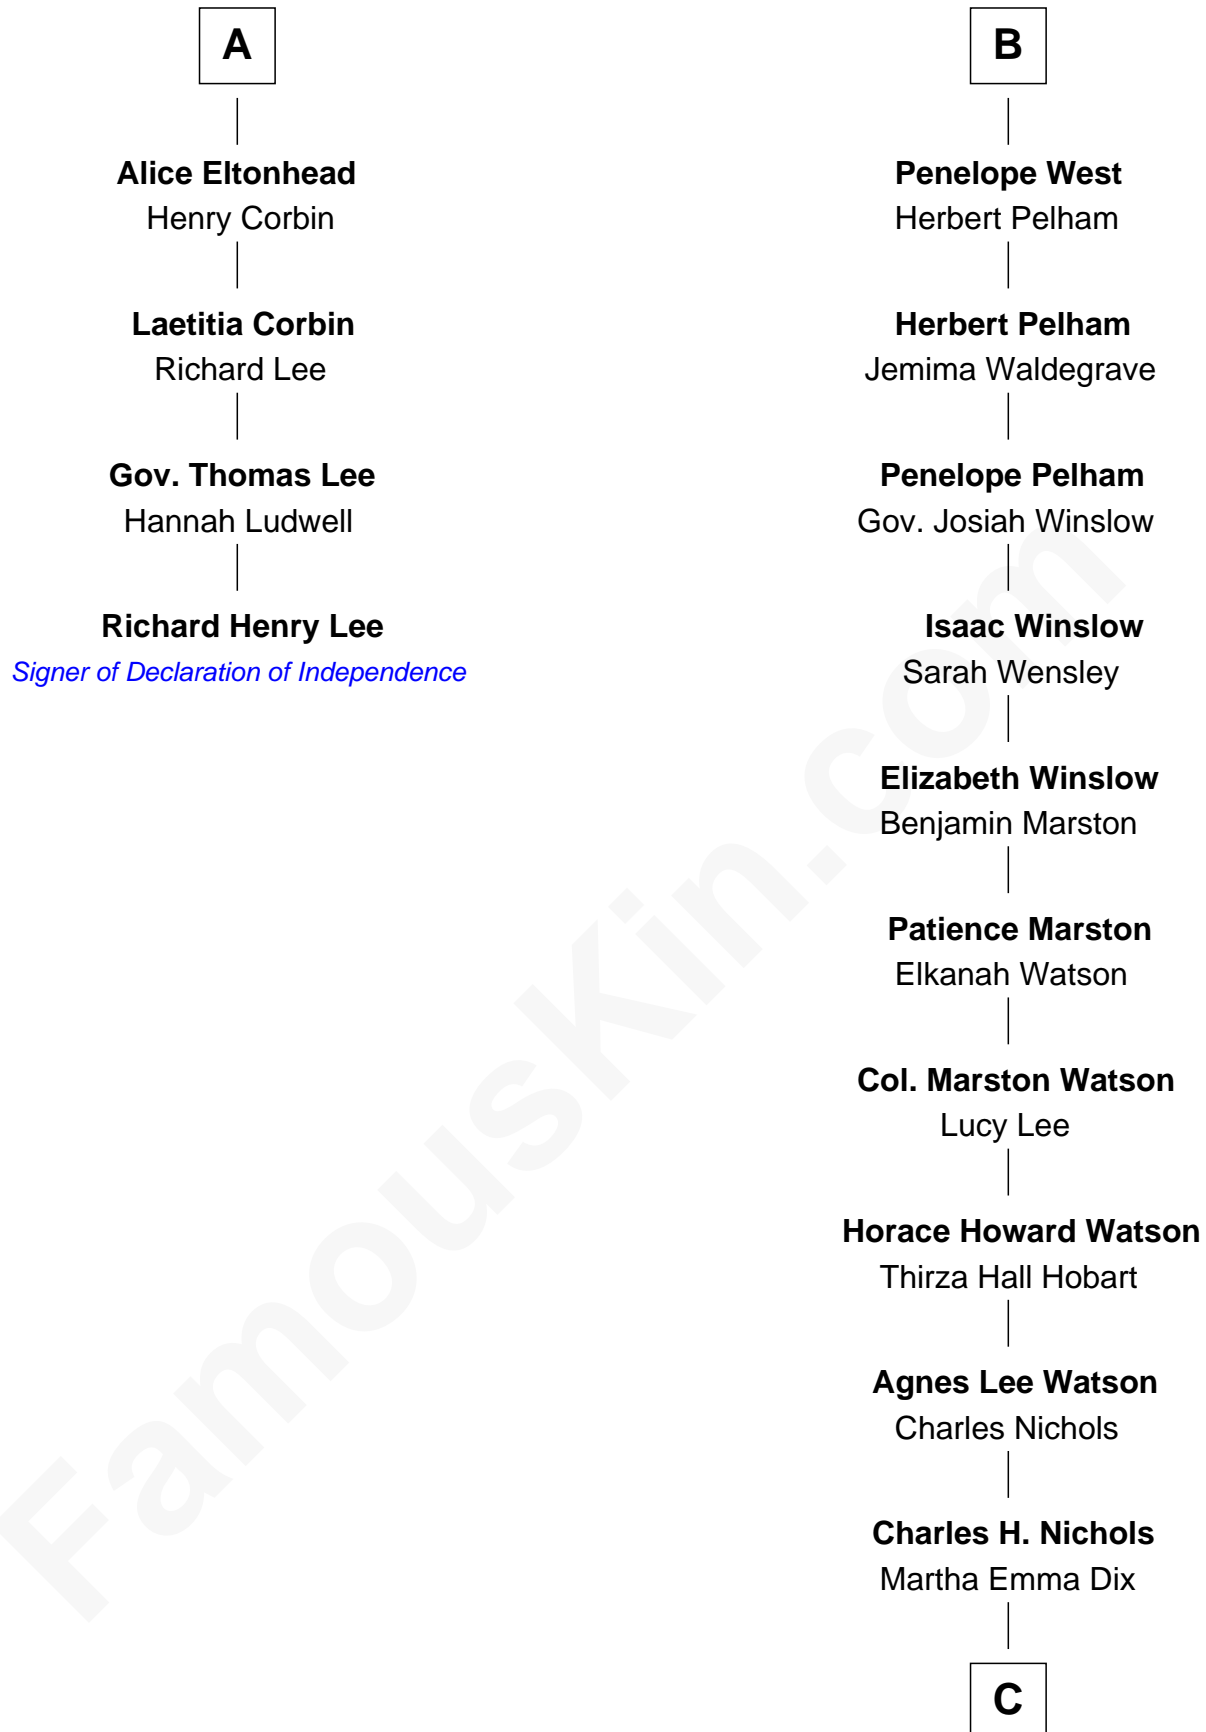 A
Alice Eltonhead
Henry Corbin
Laetitia Corbin
Richard Lee
Gov. Thomas Lee
Hannah Ludwell
Richard Henry Lee
Signer of Declaration of Independence
B
Penelope West
Herbert Pelham
Herbert Pelham
Jemima Waldegrave
Penelope Pelham
Gov. Josiah Winslow
Isaac Winslow
Sarah Wensley
Elizabeth Winslow
Benjamin Marston
Patience Marston
Elkanah Watson
Col. Marston Watson
Lucy Lee
Horace Howard Watson
Thirza Hall Hobart
Agnes Lee Watson
Charles Nichols
Charles H. Nichols
Martha Emma Dix
C
FamousKin.com